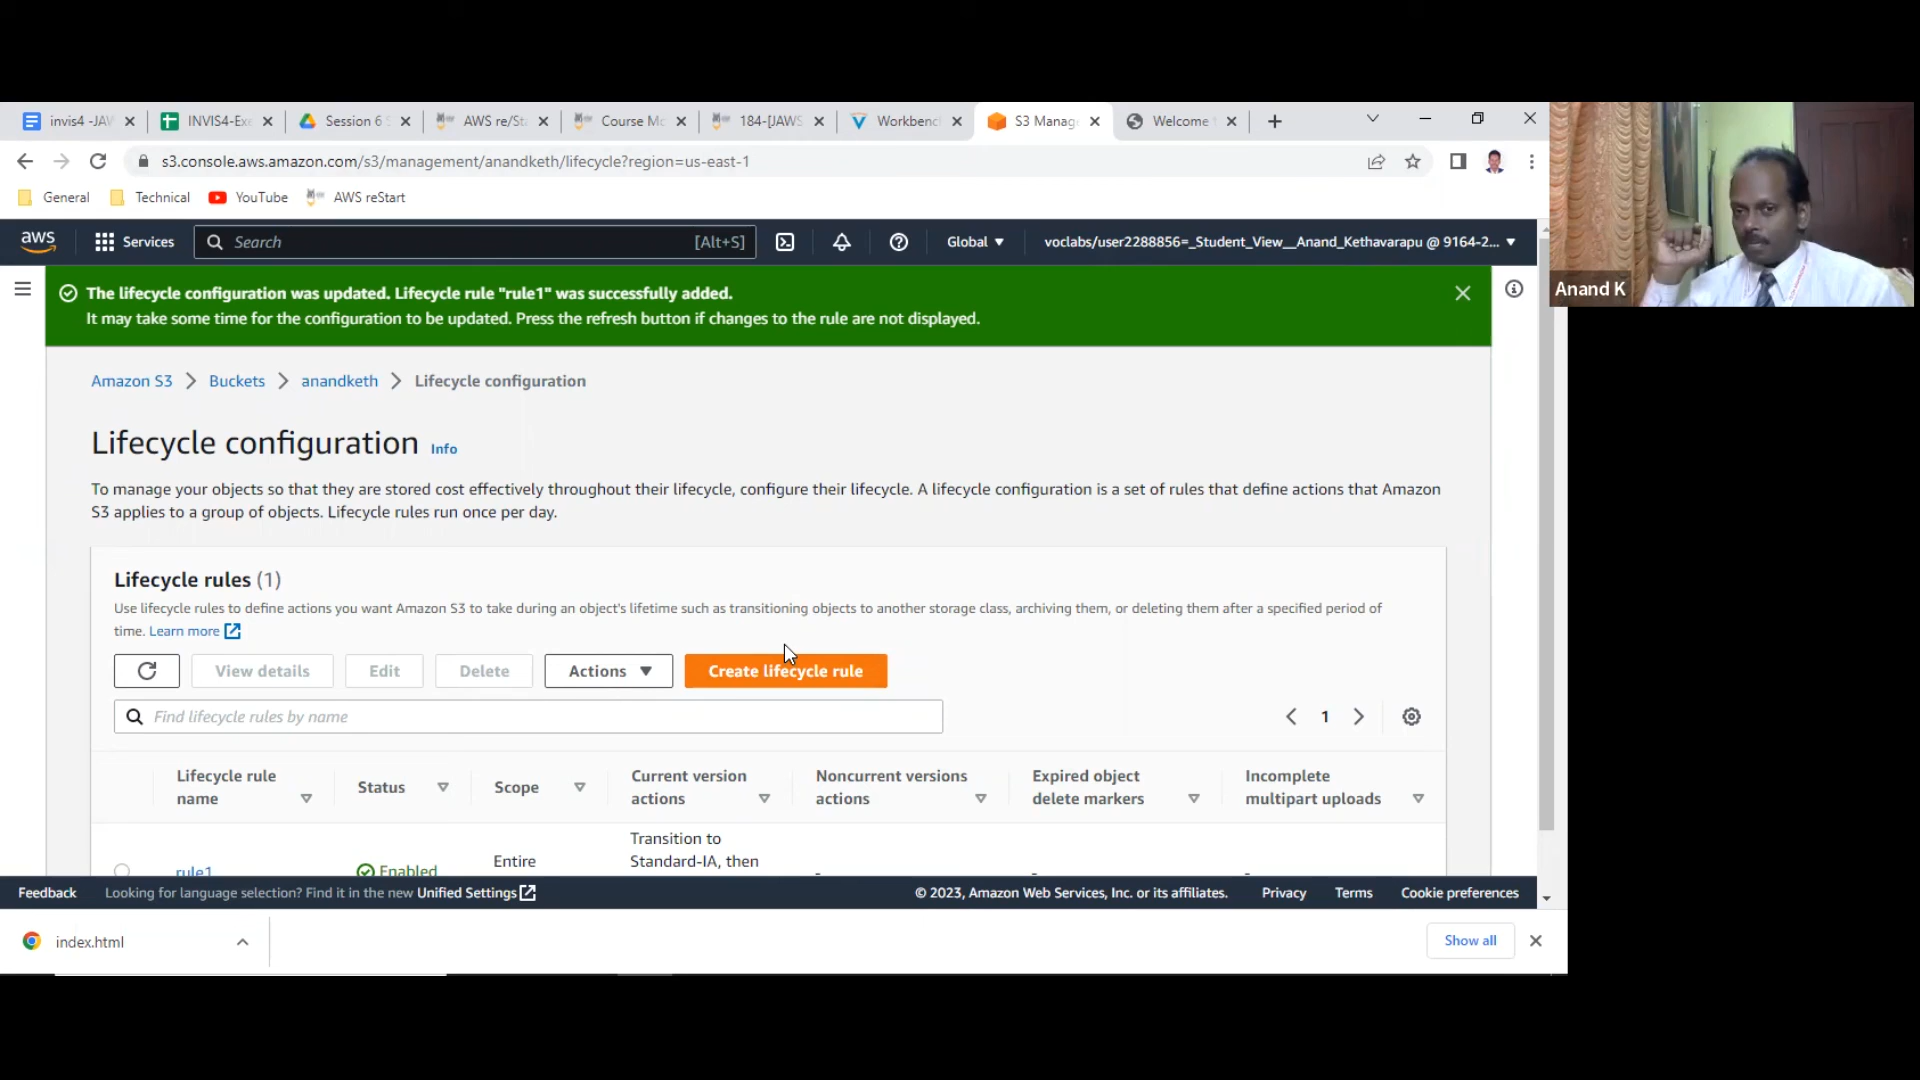 invis4 -JAV
INVIS4-Exe
Session 6 S
AWS re/Sta
Course Mo
184-[JAWS
Workbenc
S3 Manag
Welcome t
s3.console.aws.amazon.com/s3/management/anandketh/lifecycle?region=us-east-1
General
Technical
YouTube
AWS reStart
aws
Services
Search
[Alt+S]
Global
voclabs/user2288856=_Student_View__Anand_Kethavarapu @ 9164-2...
Anand K
The lifecycle configuration was updated. Lifecycle rule "rule1" was successfully added.
It may take some time for the configuration to be updated. Press the refresh button if changes to the rule are not displayed.
Amazon S3 > Buckets > anandketh > Lifecycle configuration
Lifecycle configuration Info
To manage your objects so that they are stored cost effectively throughout their lifecycle, configure their lifecycle. A lifecycle configuration is a set of rules that define actions that Amazon
S3 applies to a group of objects. Lifecycle rules run once per day.
Lifecycle rules (1)
Use lifecycle rules to define actions you want Amazon S3 to take during an object's lifetime such as transitioning objects to another storage class, archiving them, or deleting them after a specified period of
time. Learn more
View details
Edit
Delete
Actions
Create lifecycle rule
Find lifecycle rules by name
1
Lifecycle rule
name
Status
Scope
Current version
actions
Noncurrent versions
actions
Expired object
delete markers
Incomplete
multipart uploads
rule1
Enabled
Entire
Transition to
Standard-IA, then
-
-
-
Feedback
Looking for language selection? Find it in the new Unified Settings
© 2023, Amazon Web Services, Inc. or its affiliates.
Privacy
Terms
Cookie preferences
index.html
Show all